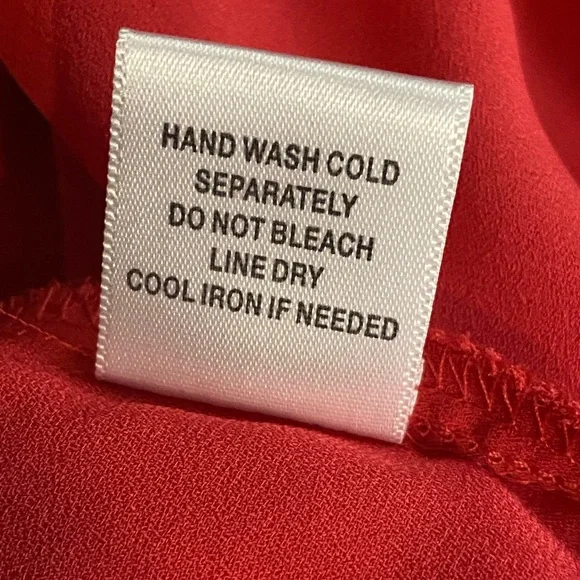 HAND WASH COLD
SEPARATELY
DO NOT BLEACH
LINE DRY
COOL IRON IF NEEDED